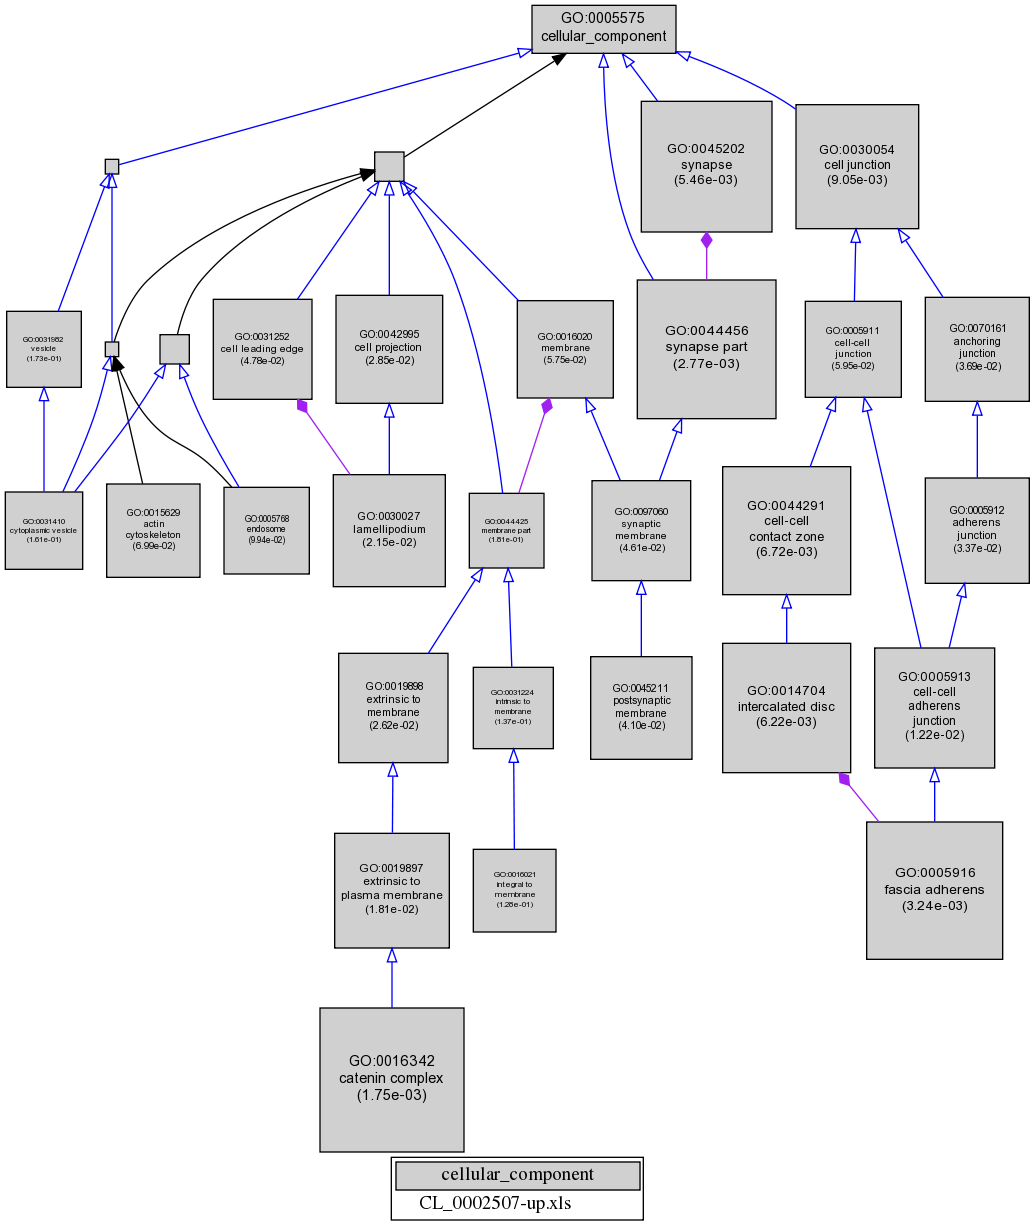 GO:0005575
cellular_component
GO:0045202
synapse
(5.46e-03)
GO:0030054
cell junction
(9.05e-03)
GO:0031982
vesicle
(1.73e-01)
GO:0031252
cell leading edge
(4.78e-02)
GO:0042995
cell projection
(2.85e-02)
GO:0016020
membrane
(5.75e-02)
GO:0044456
synapse part
(2.77e-03)
GO:0005911
cell-cell
junction
(5.95e-02)
GO:0070161
anchoring
junction
(3.69e-02)
GO:0031410
cytoplasmic vesicle
(1.61e-01)
GO:0015629
actin
cytoskeleton
(6.99e-02)
GO:0005768
endosome
(9.94e-02)
GO:0030027
lamellipodium
(2.15e-02)
GO:0044425
membrane part
(1.81e-01)
GO:0097060
synaptic
membrane
(4.61e-02)
GO:0044291
cell-cell
contact zone
(6.72e-03)
GO:0005912
adherens
junction
(3.37e-02)
GO:0019898
extrinsic to
membrane
(2.62e-02)
GO:0031224
intrinsic to
membrane
(1.37e-01)
GO:0045211
postsynaptic
membrane
(4.10e-02)
GO:0014704
intercalated disc
(6.22e-03)
GO:0005913
cell-cell
adherens
junction
(1.22e-02)
GO:0019897
extrinsic to
plasma membrane
(1.81e-02)
GO:0016021
integral to
membrane
(1.26e-01)
GO:0005916
fascia adherens
(3.24e-03)
GO:0016342
catenin complex
(1.75e-03)
cellular_component
CL_0002507-up.xls